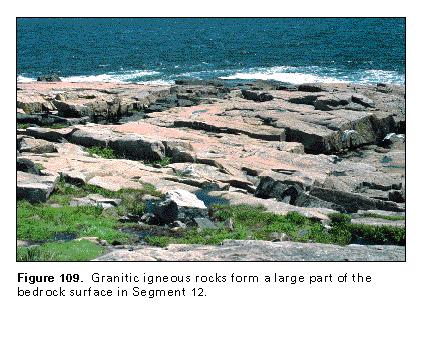 Figure 109. Granitic igneous rocks form a large part of the
bedrock surface in Segment 12.